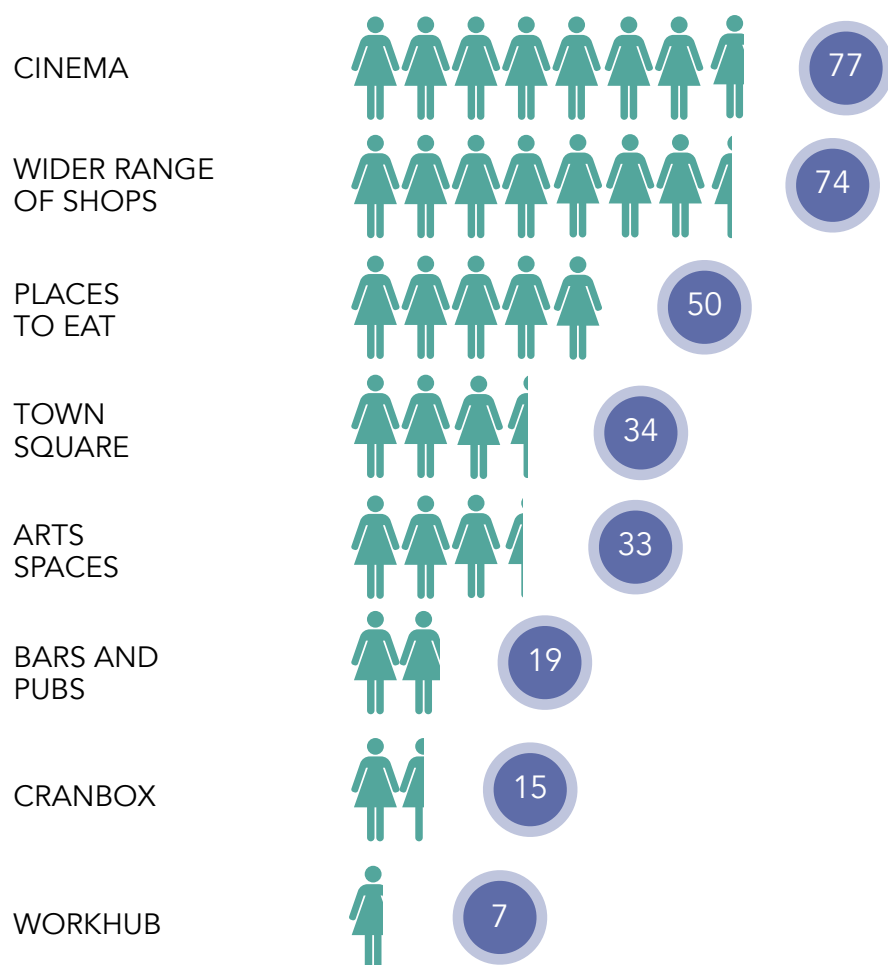 CINEMA
77
WIDER RANGE
OF SHOPS
74
PLACES
TO EAT
50
TOWN
SQUARE
34
ARTS
SPACES
33
BARS AND
PUBS
19
CRANBOX
15
WORKHUB
7